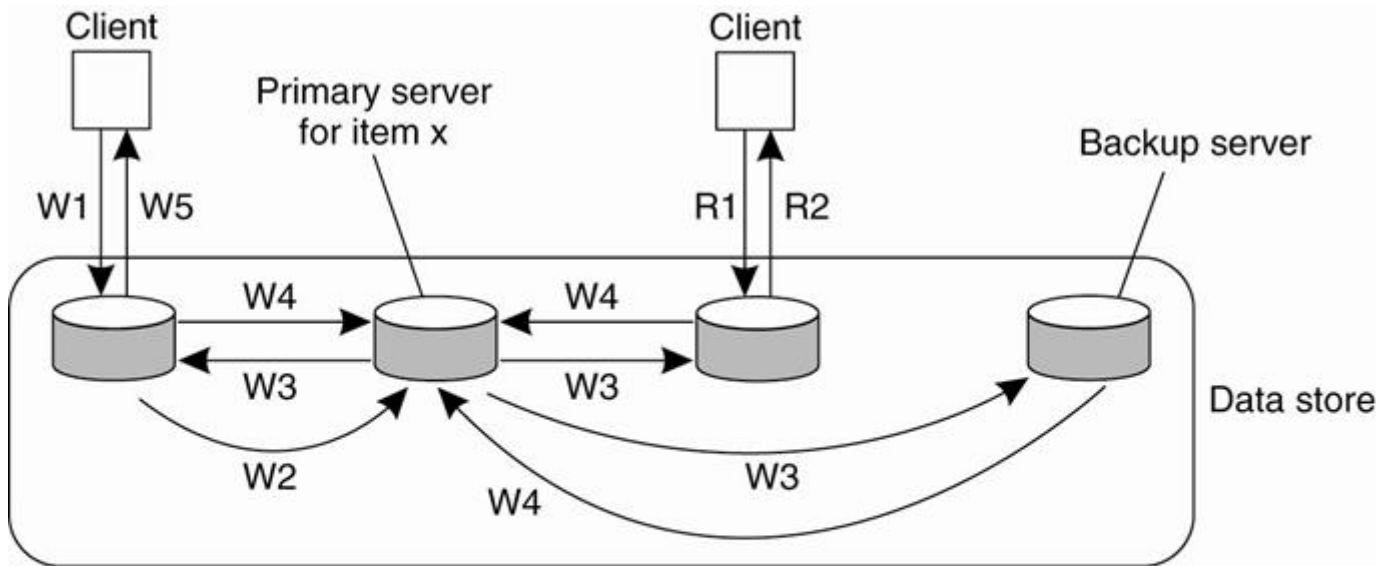 Client
Client
Primary server
for item x
Backup server
W1
W5
R1
R2
W4
W4
W3
W3
Data store
W2
W3
W4